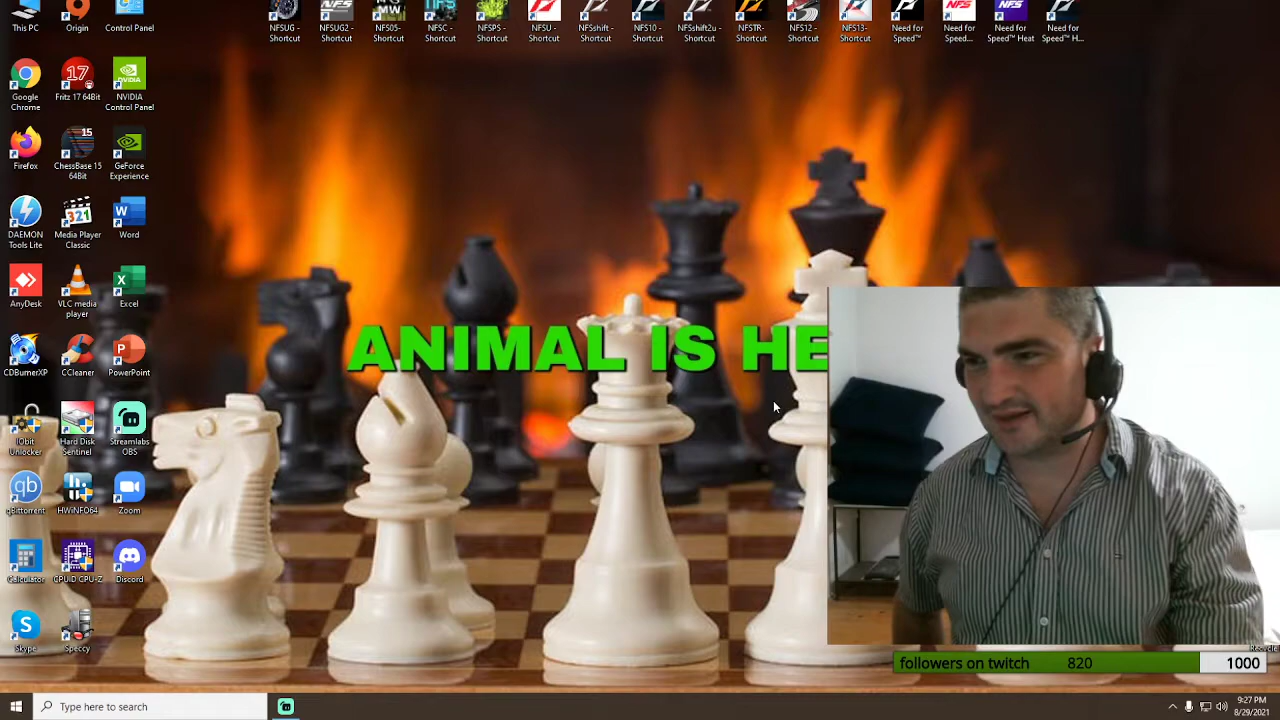 This PC
Origin
Control Panel
NFSUG - Shortcut
NFSUG2 - Shortcut
NFS05- Shortcut
NFSC - Shortcut
NFSPS - Shortcut
NFSU - Shortcut
NFSshift - Shortcut
NFS10 - Shortcut
NFSshift2u - Shortcut
NFSTR- Shortcut
NFS12 - Shortcut
NFS13- Shortcut
Need for Speed™
Need for Speed...
Need for Speed™ Heat
Need for Speed™ H...
Google Chrome
Fritz 17 64Bit
NVIDIA Control Panel
Firefox
ChessBase 15 64Bit
GeForce Experience
DAEMON Tools Lite
Media Player Classic
Word
AnyDesk
VLC media player
Excel
ANIMAL IS HE
CDBurnerXP
CCleaner
PowerPoint
IObit Unlocker
Hard Disk Sentinel
Streamlabs OBS
qBittorrent
HWiNFO64
Zoom
Calculator
CPUID CPU-Z
Discord
Skype
Speccy
Recycle
followers on twitch 820 1000
Type here to search
9:27 PM
8/29/2021